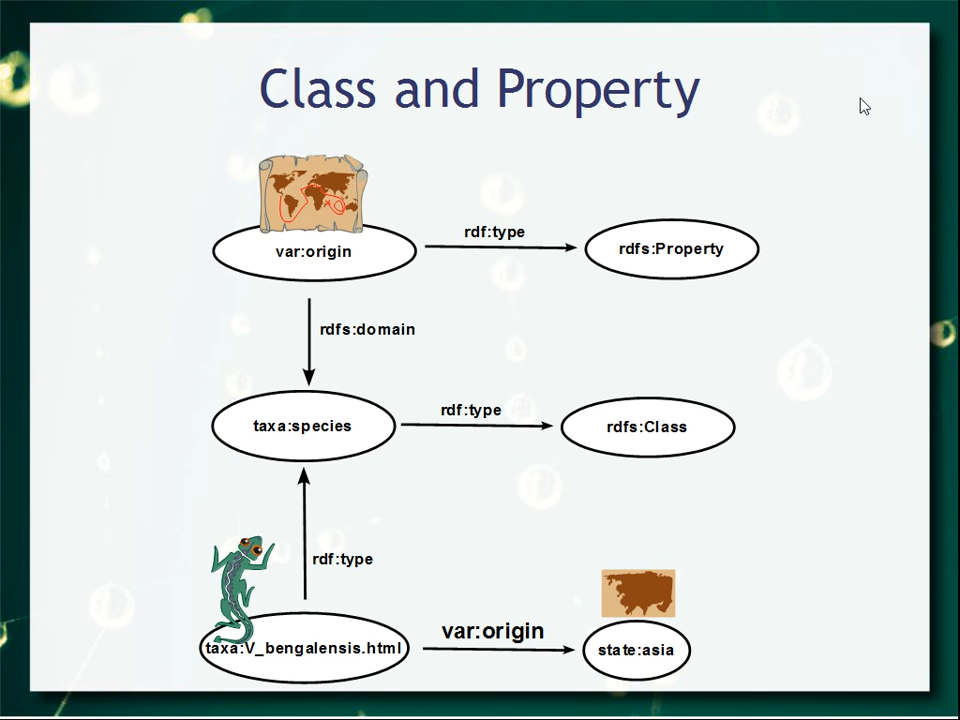 Class and Property
var:origin
rdf:type
rdfs:Property
rdfs:domain
taxa:species
rdf:type
rdfs:Class
rdf:type
taxa:V_bengalensis.html
var:origin
state:asia